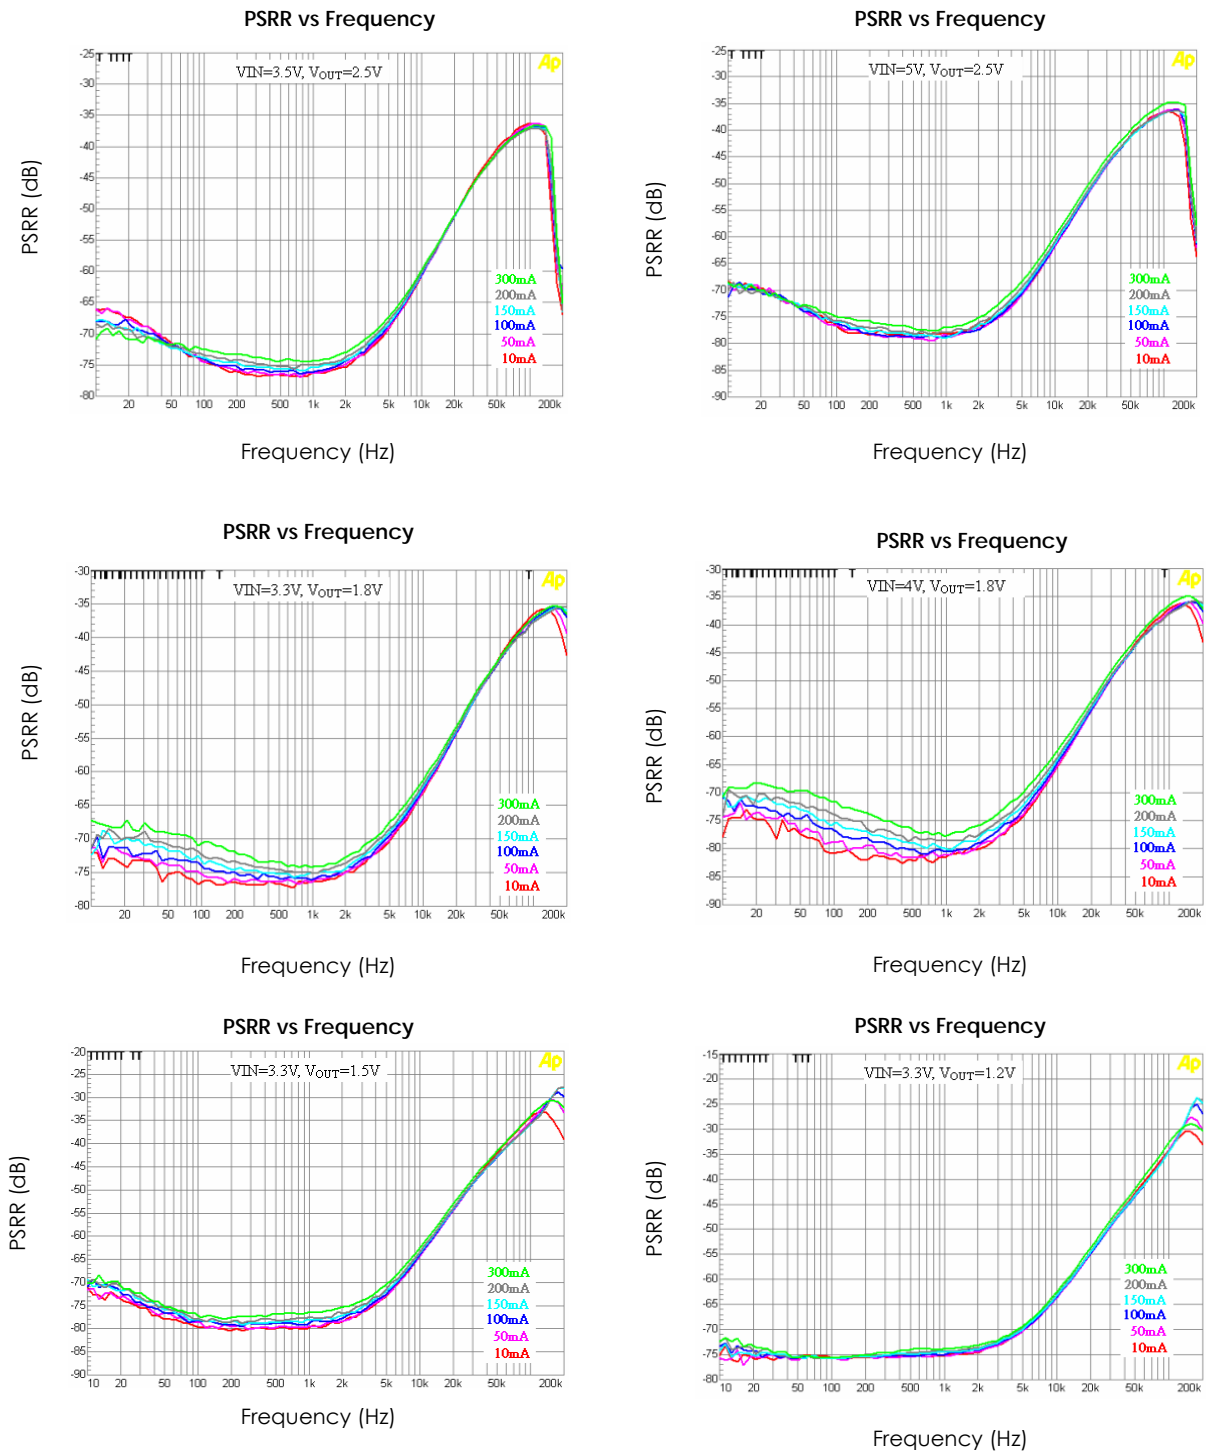 PSRR vs Frequency
Ap
VIN=3.5V, VOUT=2.5V
PSRR (dB)
-25
-30
-35
-40
-45
-50
-55
-60
-65
-70
-75
-80
300mA
200mA
150mA
100mA
50mA
10mA
20 50 100 200 500 1k 2k 5k 10k 20k 50k 200k
Frequency (Hz)
PSRR vs Frequency
Ap
VIN=5V, VOUT=2.5V
PSRR (dB)
-25
-30
-35
-40
-45
-50
-55
-60
-65
-70
-75
-80
-85
-90
300mA
200mA
150mA
100mA
50mA
10mA
20 50 100 200 500 1k 2k 5k 10k 20k 50k 200k
Frequency (Hz)
PSRR vs Frequency
Ap
VIN=3.3V, VOUT=1.8V
PSRR (dB)
-30
-35
-40
-45
-50
-55
-60
-65
-70
-75
-80
300mA
200mA
150mA
100mA
50mA
10mA
20 50 100 200 500 1k 2k 5k 10k 20k 50k 200k
Frequency (Hz)
PSRR vs Frequency
Ap
VIN=4V, VOUT=1.8V
PSRR (dB)
-30
-35
-40
-45
-50
-55
-60
-65
-70
-75
-80
-85
-90
300mA
200mA
150mA
100mA
50mA
10mA
20 50 100 200 500 1k 2k 5k 10k 20k 50k 200k
Frequency (Hz)
PSRR vs Frequency
Ap
VIN=3.3V, VOUT=1.5V
PSRR (dB)
-20
-25
-30
-35
-40
-45
-50
-55
-60
-65
-70
-75
-80
-85
-90
300mA
200mA
150mA
100mA
50mA
10mA
10 20 50 100 200 500 1k 2k 5k 10k 20k 50k 200k
Frequency (Hz)
PSRR vs Frequency
Ap
VIN=3.3V, VOUT=1.2V
PSRR (dB)
-15
-20
-25
-30
-35
-40
-45
-50
-55
-60
-65
-70
-75
-80
300mA
200mA
150mA
100mA
50mA
10mA
10 20 50 100 200 500 1k 2k 5k 10k 20k 50k 200k
Frequency (Hz)